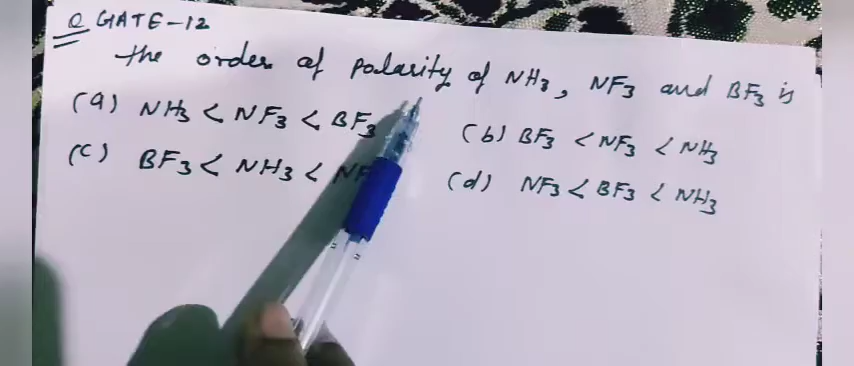 Q GATE-12
The order of polarity of NH3, NF3 and BF3 is
(a) NH3 < NF3 < BF3
(b) BF3 < NF3 < NH3
(c) BF3 < NH3 < NF
(d) NF3 < BF3 < NH3